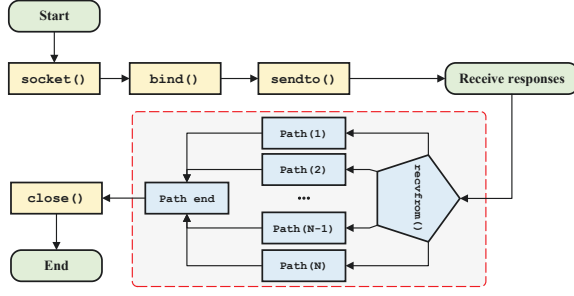 Start
socket()
bind()
sendto()
Receive responses
Path(1)
Path(2)
...
Path(N-1)
Path(N)
recvfrom()
Path end
close()
End